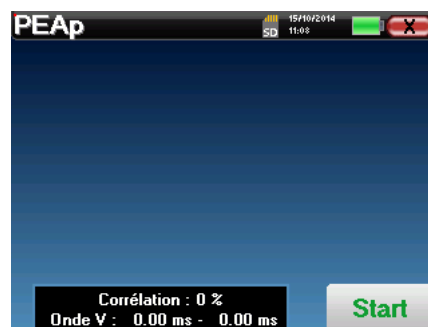 PEAp
SD
15/10/2014
11:08
X
Corrélation : 0 %
Onde V : 0.00 ms - 0.00 ms
Start